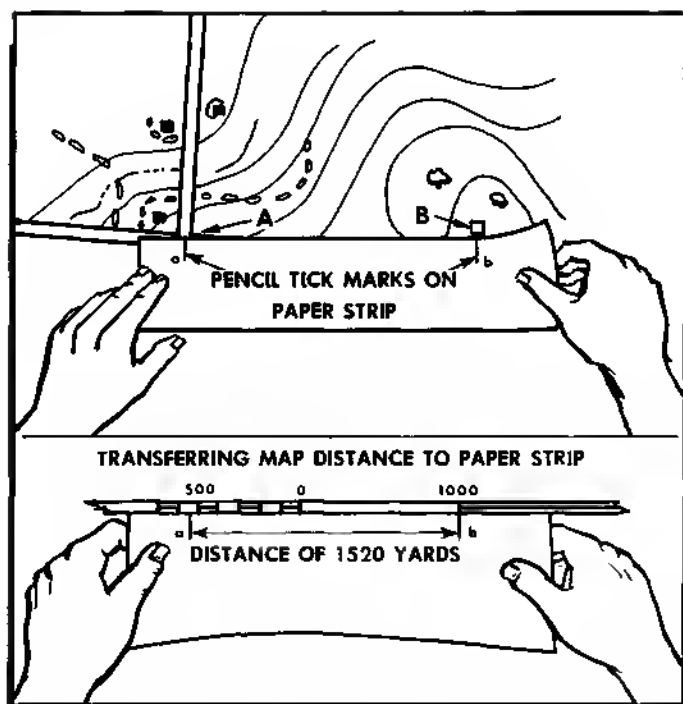 A
B
a
b
PENCIL TICK MARKS ON
PAPER STRIP
TRANSFERRING MAP DISTANCE TO PAPER STRIP
500 0 1000
a b
DISTANCE OF 1520 YARDS